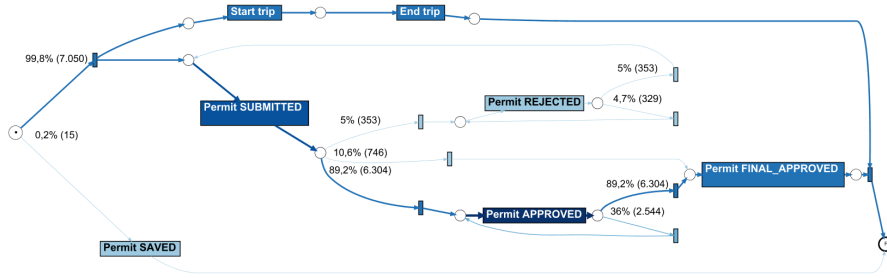 Start trip
End trip
99,8% (7.050)
5% (353)
Permit REJECTED
4,7% (329)
Permit SUBMITTED
5% (353)
0,2% (15)
10,6% (746)
89,2% (6.304)
Permit FINAL_APPROVED
89,2% (6.304)
Permit APPROVED
36% (2.544)
Permit SAVED